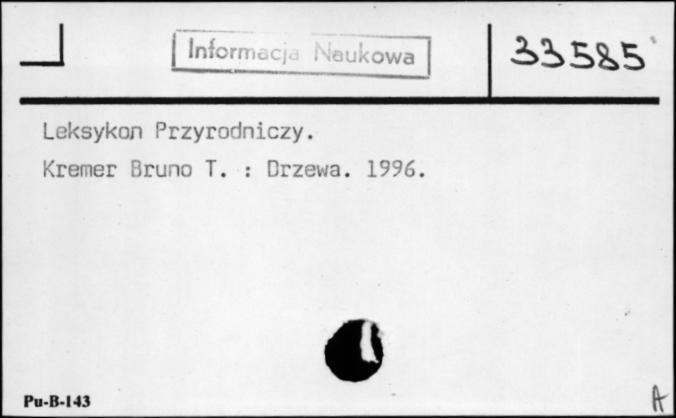 Informacja Naukowa
33585
Leksykon Przyrodniczy.
Kremer Bruno T. : Drzewa. 1996.
Pu-B-143
A